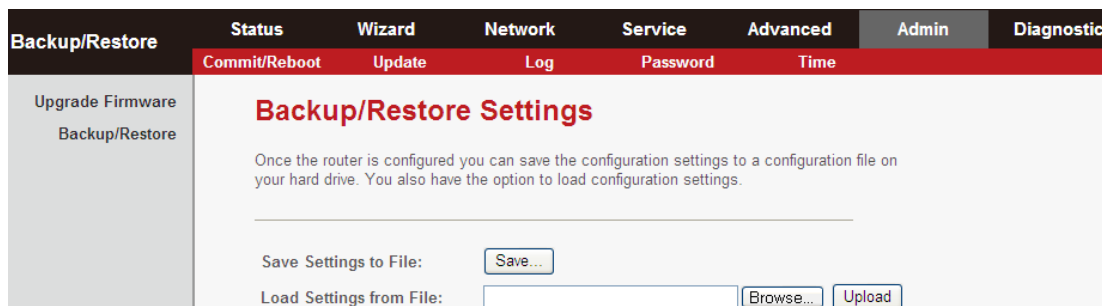 Backup/Restore
Status Wizard Network Service Advanced Admin Diagnostic
Commit/Reboot Update Log Password Time
Upgrade Firmware
Backup/Restore
Backup/Restore Settings
Once the router is configured you can save the configuration settings to a configuration file on
your hard drive. You also have the option to load configuration settings.
Save Settings to File: Save...
Load Settings from File: Browse... Upload